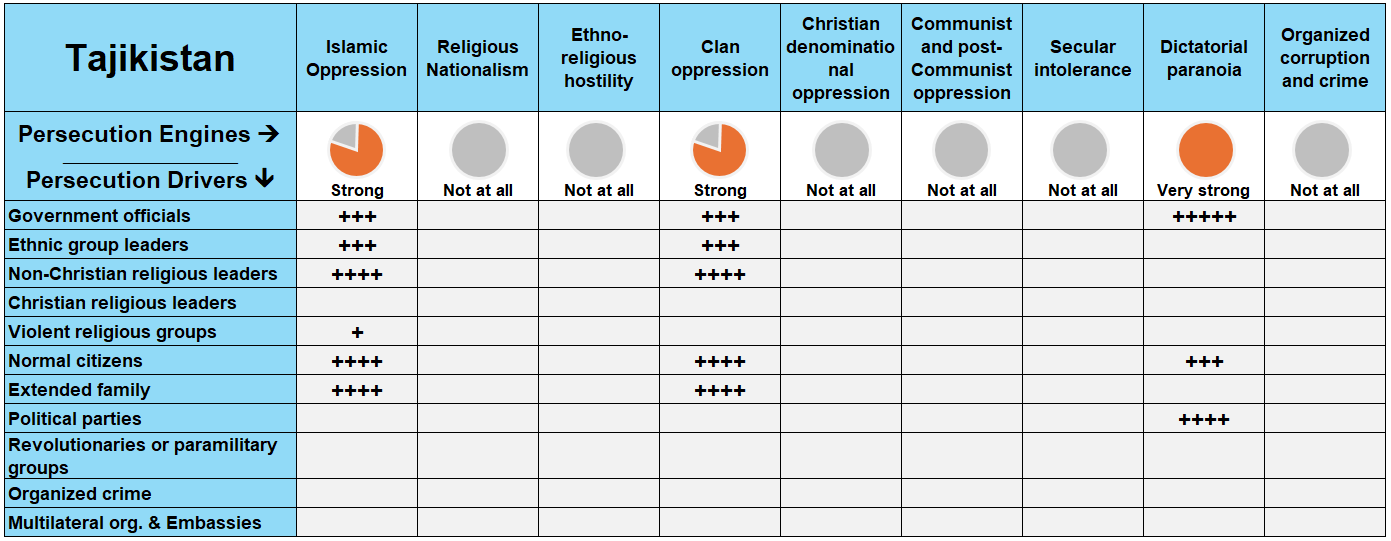 Tajikistan
Islamic
Oppression
Religious
Nationalism
Ethno-
religious
hostility
Clan
oppression
Christian
denominatio
nal
oppression
Communist
and post-
Communist
oppression
Secular
intolerance
Dictatorial
paranoia
Organized
corruption
and crime
Persecution Engines →
Persecution Drivers ↓
Strong
Not at all
Not at all
Strong
Not at all
Not at all
Not at all
Very strong
Not at all
Government officials +++ +++ +++++
Ethnic group leaders +++ +++
Non-Christian religious leaders ++++ ++++
Christian religious leaders
Violent religious groups +
Normal citizens ++++ ++++ +++
Extended family ++++ ++++
Political parties ++++
Revolutionaries or paramilitary
groups
Organized crime
Multilateral org. & Embassies